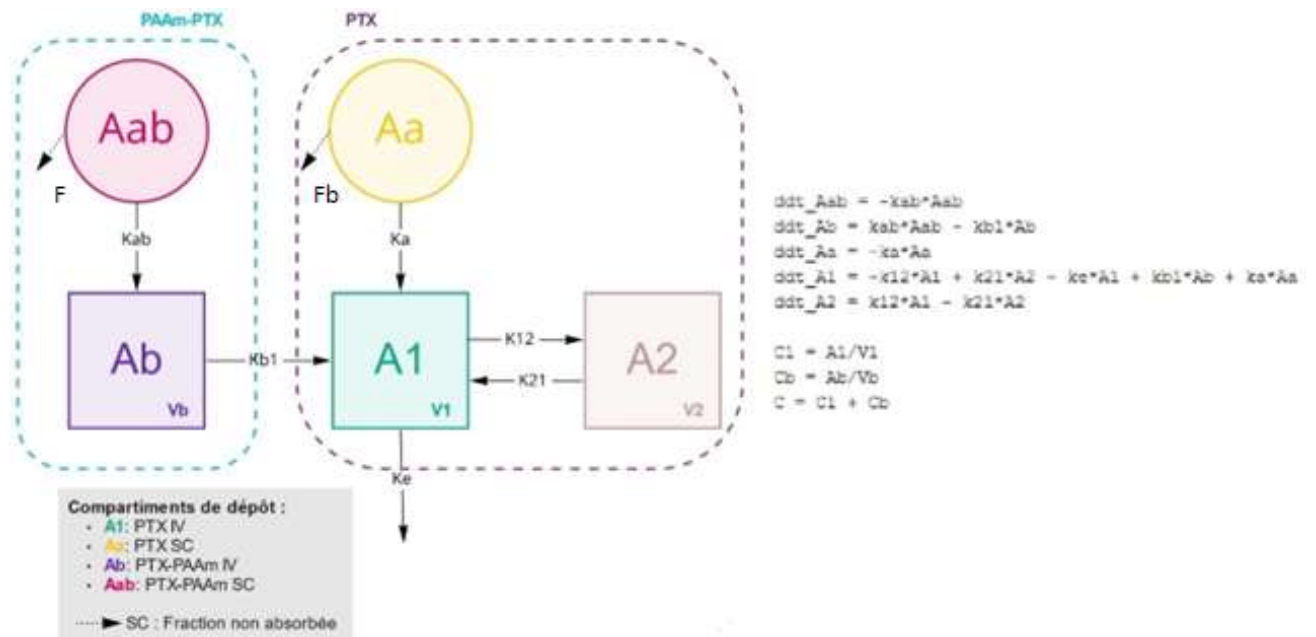 PAAm-PTX
PTX
Aab
Aa
F
Fb
Kab
Ka
Ab
Vb
Kb1
A1
V1
K12
K21
A2
V2
Ke
ddt_Aab = -kab*Aab
ddt_Ab = kab*Aab - kb1*Ab
ddt_Aa = -ka*Aa
ddt_A1 = -k12*A1 + k21*A2 - ke*A1 + kb1*Ab + ka*Aa
ddt_A2 = k12*A1 - k21*A2
C1 = A1/V1
Cb = Ab/Vb
C = C1 + Cb
Compartiments de dépôt :
- A1: PTX IV
- Aa: PTX SC
- Ab: PTX-PAAm IV
- Aab: PTX-PAAm SC
SC : Fraction non absorbée